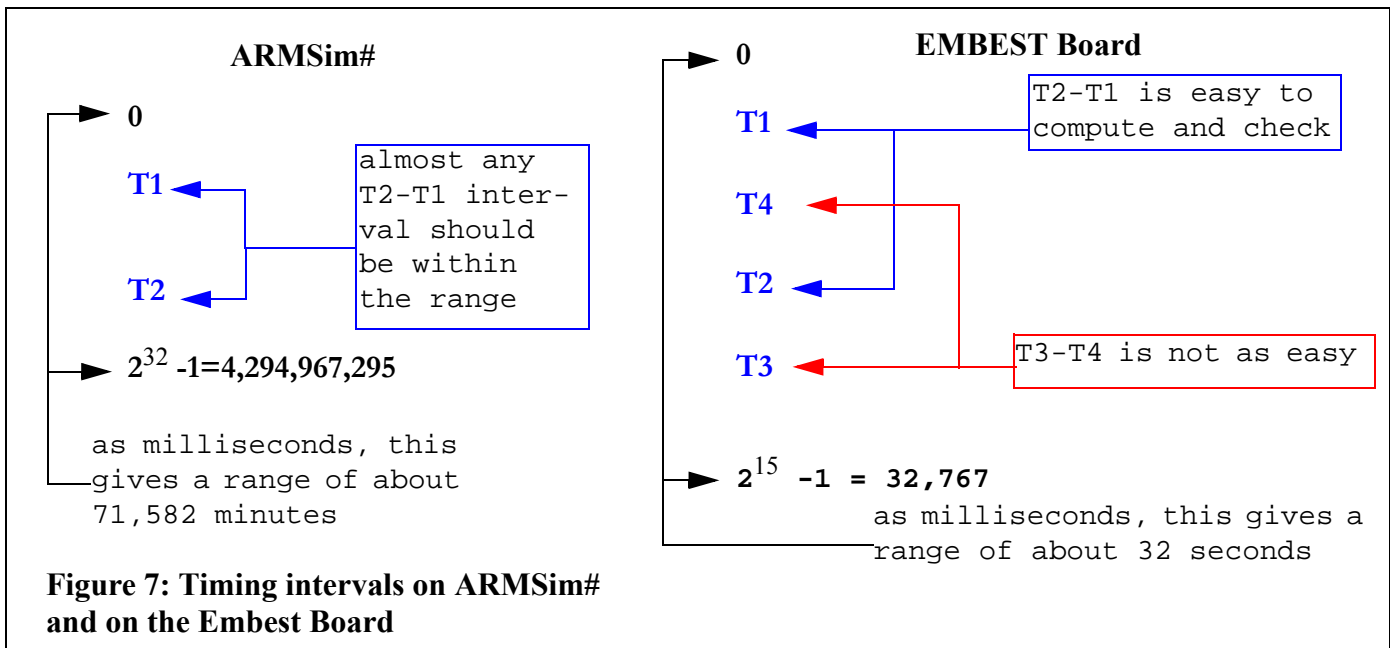 ARMSim#
0
T1
almost any
T2-T1 inter-
val should
be within
the range
T2
2^32 -1=4,294,967,295
as milliseconds, this
gives a range of about
71,582 minutes
EMBEST Board
0
T2-T1 is easy to
compute and check
T1
T4
T2
T3-T4 is not as easy
T3
2^15 -1 = 32,767
as milliseconds, this gives a
range of about 32 seconds
Figure 7: Timing intervals on ARMSim#
and on the Embest Board